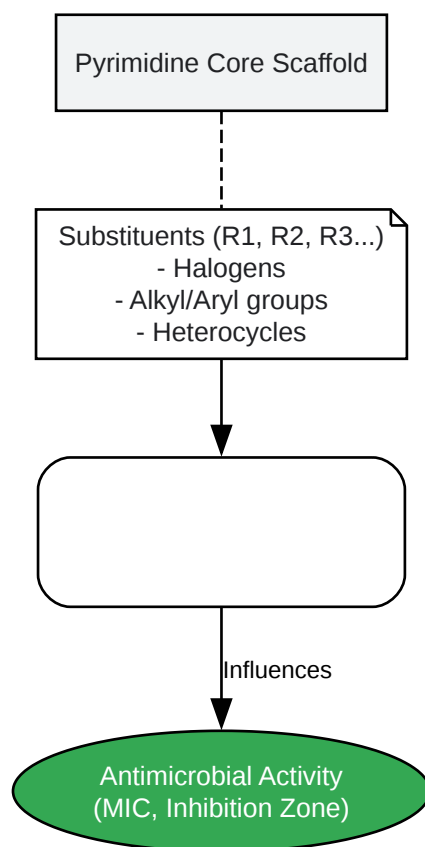 Pyrimidine Core Scaffold
Substituents (R1, R2, R3...)
- Halogens
- Alkyl/Aryl groups
- Heterocycles
Influences
Antimicrobial Activity
(MIC, Inhibition Zone)